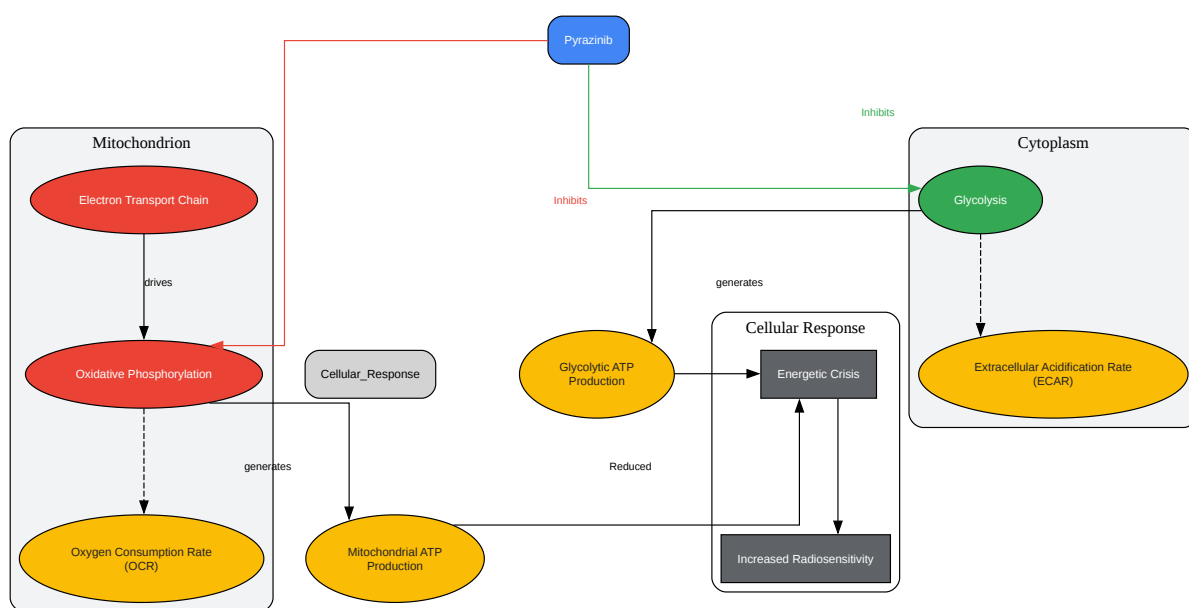 Pyrazinib
Inhibits
Mitochondrion
Cytoplasm
Electron Transport Chain
Inhibits
Glycolysis
drives
generates
Cellular Response
Oxidative Phosphorylation
Cellular_Response
Glycolytic ATP
Production
Energetic Crisis
Extracellular Acidification Rate
(ECAR)
generates
Reduced
Oxygen Consumption Rate
(OCR)
Mitochondrial ATP
Production
Increased Radiosensitivity